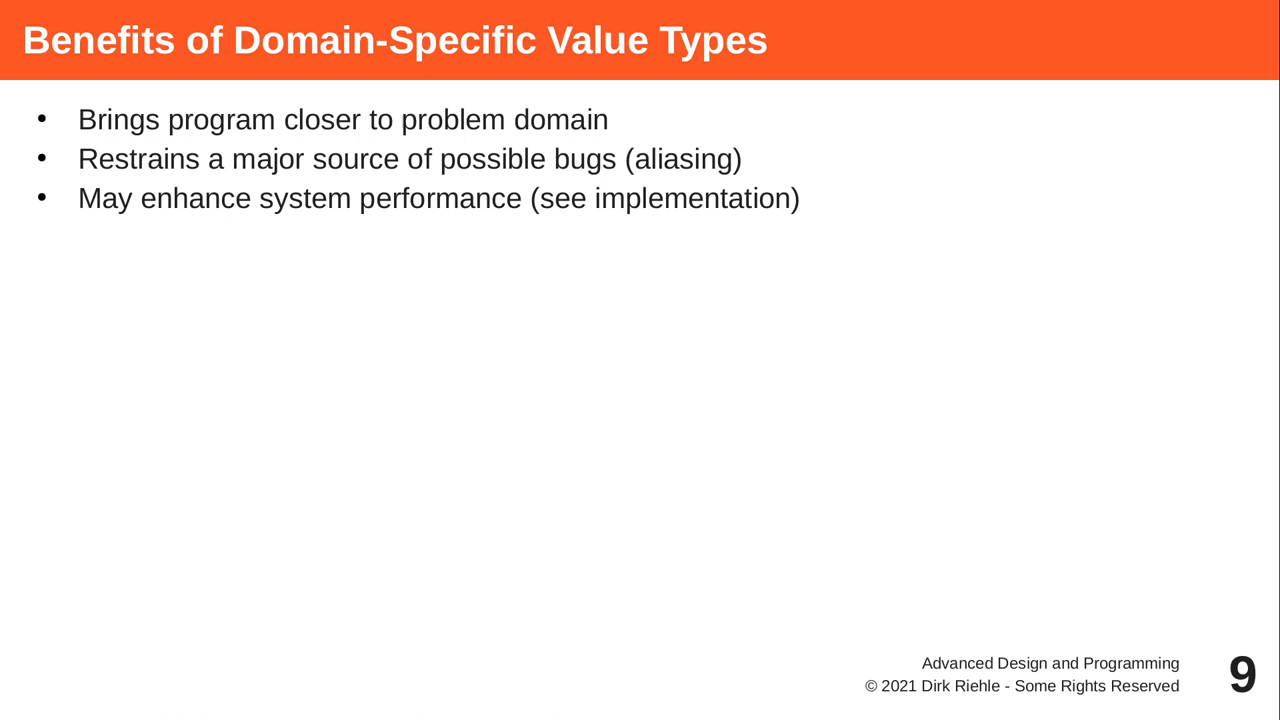 Benefits of Domain-Specific Value Types
• Brings program closer to problem domain
• Restrains a major source of possible bugs (aliasing)
• May enhance system performance (see implementation)
Advanced Design and Programming
© 2021 Dirk Riehle - Some Rights Reserved
9